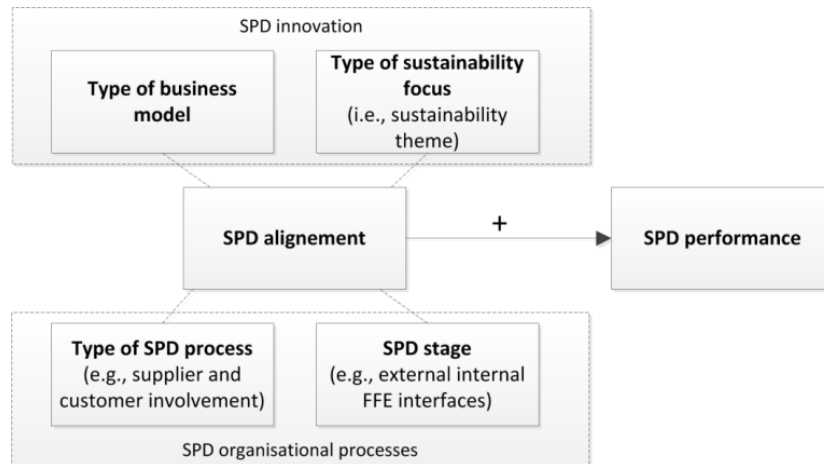 SPD innovation
Type of business
model
Type of sustainability
focus
(i.e., sustainability
theme)
SPD alignement
+
SPD performance
Type of SPD process
(e.g., supplier and
customer involvement)
SPD stage
(e.g., external internal
FFE interfaces)
SPD organisational processes